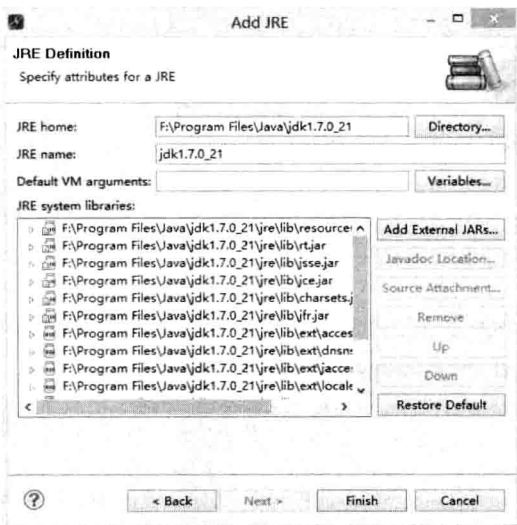 Add JRE
JRE Definition
Specify attributes for a JRE
JRE home: F:\Program Files\Java\jdk1.7.0_21 Directory...
JRE name: jdk1.7.0_21
Default VM arguments: Variables...
JRE system libraries:
F:\Program Files\Java\jdk1.7.0_21\jre\lib\resource Add External JARs...
F:\Program Files\Java\jdk1.7.0_21\jre\lib\rt.jar
F:\Program Files\Java\jdk1.7.0_21\jre\lib\jsse.jar Javadoc Location...
F:\Program Files\Java\jdk1.7.0_21\jre\lib\jce.jar Source Attachment...
F:\Program Files\Java\jdk1.7.0_21\jre\lib\charsets.j
F:\Program Files\Java\jdk1.7.0_21\jre\lib\jfr.jar Remove
F:\Program Files\Java\jdk1.7.0_21\jre\lib\ext\acces
F:\Program Files\Java\jdk1.7.0_21\jre\lib\ext\dnsn Up
F:\Program Files\Java\jdk1.7.0_21\jre\lib\ext\jacce
F:\Program Files\Java\jdk1.7.0_21\jre\lib\ext\locale Down
Restore Default
? < Back Next > Finish Cancel